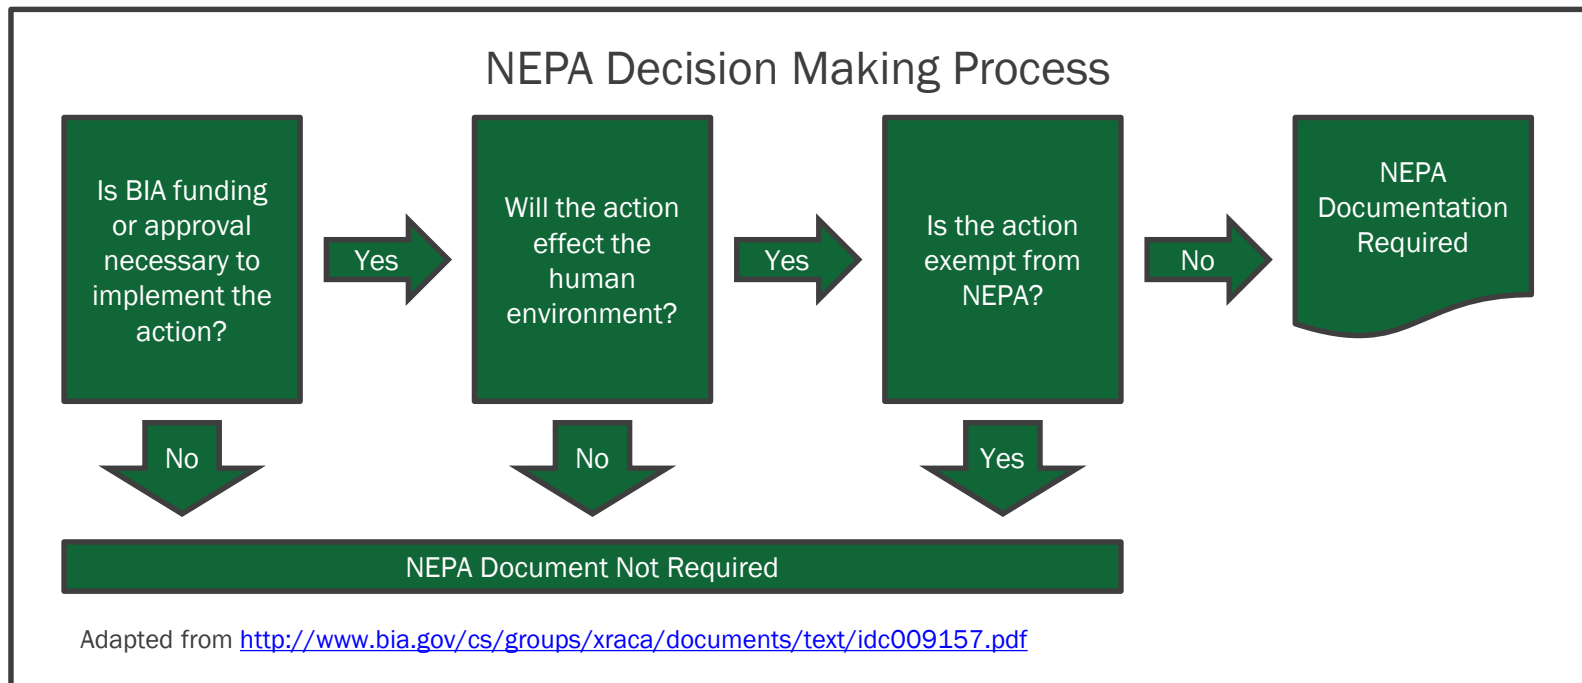 NEPA Decision Making Process
Is BIA funding
or approval
necessary to
implement the
action?
Yes
Will the action
effect the
human
environment?
Yes
Is the action
exempt from
NEPA?
No
NEPA
Documentation
Required
No
No
Yes
NEPA Document Not Required
Adapted from http://www.bia.gov/cs/groups/xraca/documents/text/idc009157.pdf